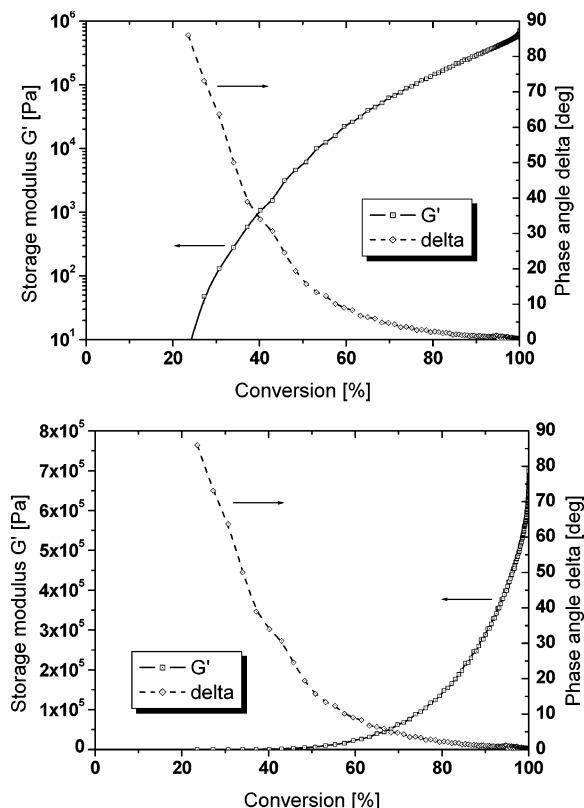 Storage modulus G' [Pa]
10^6
10^5
10^4
10^3
10^2
10^1
90
80
70
60
50
40
30
20
10
0
Phase angle delta [deg]
G'
delta
0 20 40 60 80 100
Conversion [%]
Storage modulus G' [Pa]
8x10^5
7x10^5
6x10^5
5x10^5
4x10^5
3x10^5
2x10^5
1x10^5
0
90
80
70
60
50
40
30
20
10
0
Phase angle delta [deg]
G'
delta
0 20 40 60 80 100
Conversion [%]